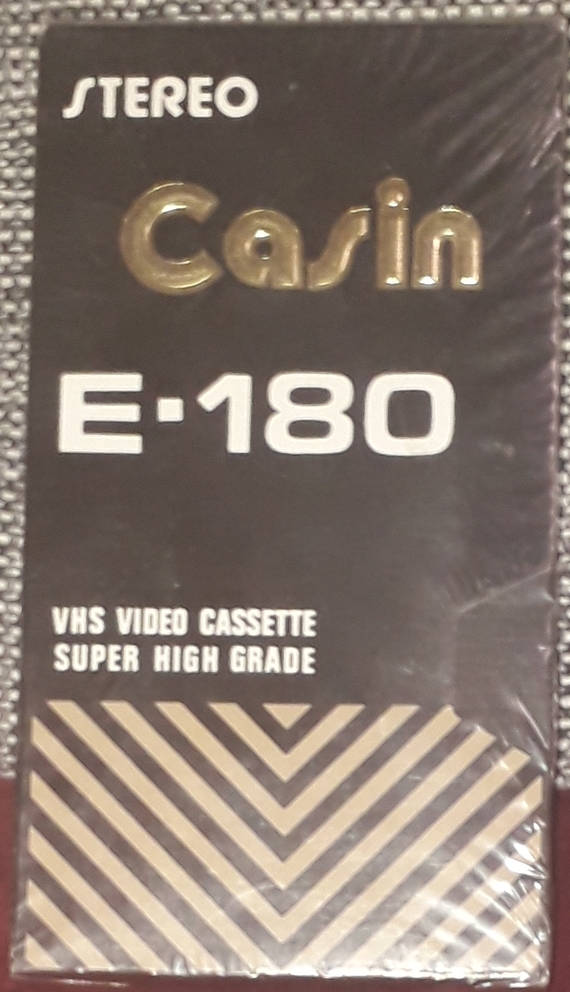 STEREO
Casin
E·180
VHS VIDEO CASSETTE
SUPER HIGH GRADE